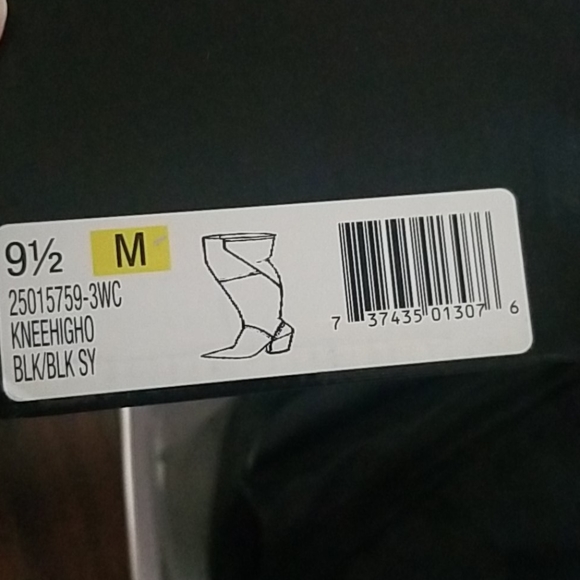 9½ M
25015759-3WC
KNEEHIGHO
BLK/BLK SY
7 37435 01307 6